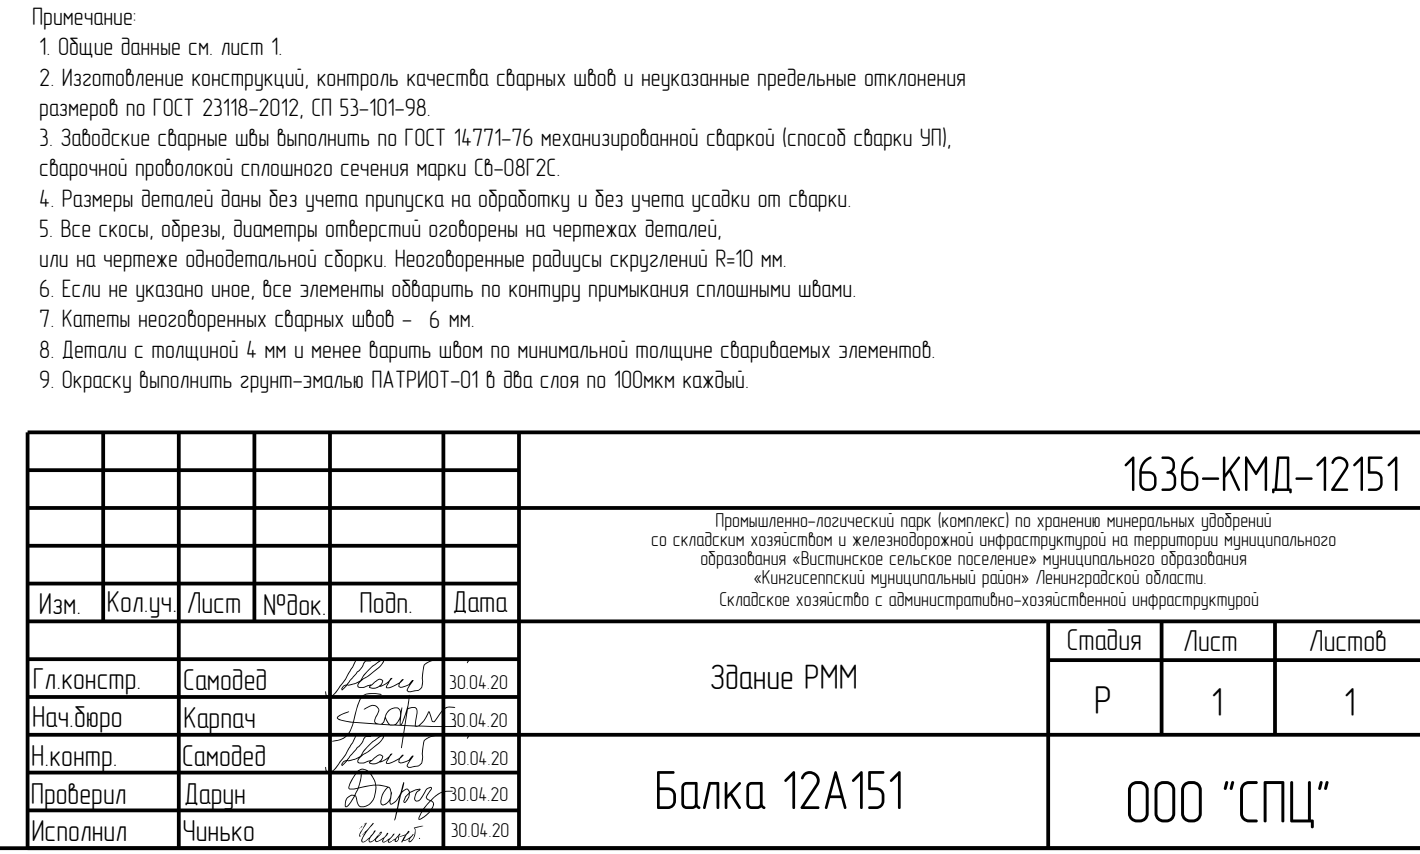 Примечание:
1. Общие данные см. лист 1.
2. Изготовление конструкций, контроль качества сварных швов и неуказанные предельные отклонения
размеров по ГОСТ 23118-2012, СП 53-101-98.
3. Заводские сварные швы выполнить по ГОСТ 14771-76 механизированной сваркой (способ сварки УП),
сварочной проволокой сплошного сечения марки Св-08Г2С.
4. Размеры деталей даны без учета припуска на обработку и без учета усадки от сварки.
5. Все скосы, обрезы, диаметры отверстий оговорены на чертежах деталей,
или на чертеже однодетальной сборки. Неоговоренные радиусы скруглений R=10 мм.
6. Если не указано иное, все элементы обварить по контуру примыкания сплошными швами.
7. Катеты неоговоренных сварных швов - 6 мм.
8. Детали с толщиной 4 мм и менее варить швом по минимальной толщине свариваемых элементов.
9. Окраску выполнить грунт-эмалью ПАТРИОТ-01 в два слоя по 100мкм каждый.
1636-КМД-12151
Промышленно-логический парк (комплекс) по хранению минеральных удобрений
со складским хозяйством и железнодорожной инфраструктурой на территории муниципального
образования «Вистинское сельское поселение» муниципального образования
«Кингисеппский муниципальный район» Ленинградской области.
Складское хозяйство с административно-хозяйственной инфраструктурой
Изм. Кол.уч. Лист №док. Подп. Дата
Здание РММ
Стадия Лист Листов
Р 1 1
Гл.констр. Самодед 30.04.20
Нач.бюро Карпач 30.04.20
Н.контр. Самодед 30.04.20
Проверил Дарун 30.04.20
Исполнил Чинько 30.04.20
Балка 12А151
ООО "СПЦ"